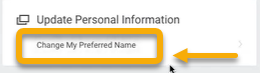 Update Personal Information
Change My Preferred Name